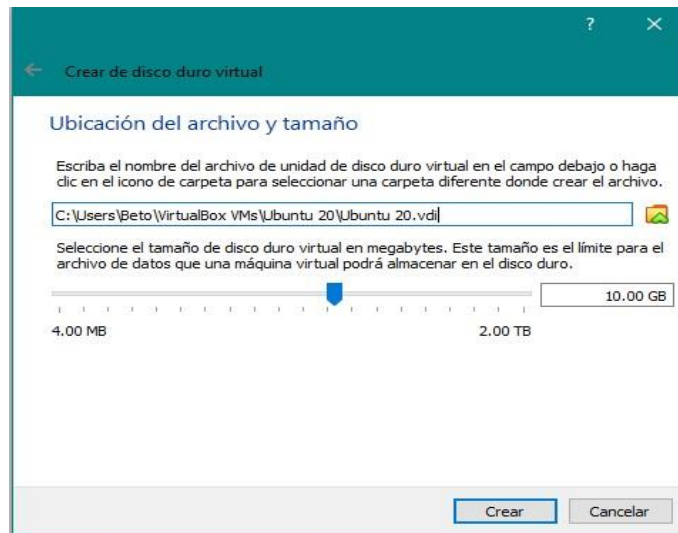 ?
Crear de disco duro virtual
Ubicación del archivo y tamaño
Escriba el nombre del archivo de unidad de disco duro virtual en el campo debajo o haga
clic en el icono de carpeta para seleccionar una carpeta diferente donde crear el archivo.
C:\Users\Beto\VirtualBox VMs\Ubuntu 20\Ubuntu 20.vdi
Seleccione el tamaño de disco duro virtual en megabytes. Este tamaño es el límite para el
archivo de datos que una máquina virtual podrá almacenar en el disco duro.
10.00 GB
4.00 MB 2.00 TB
Crear Cancelar